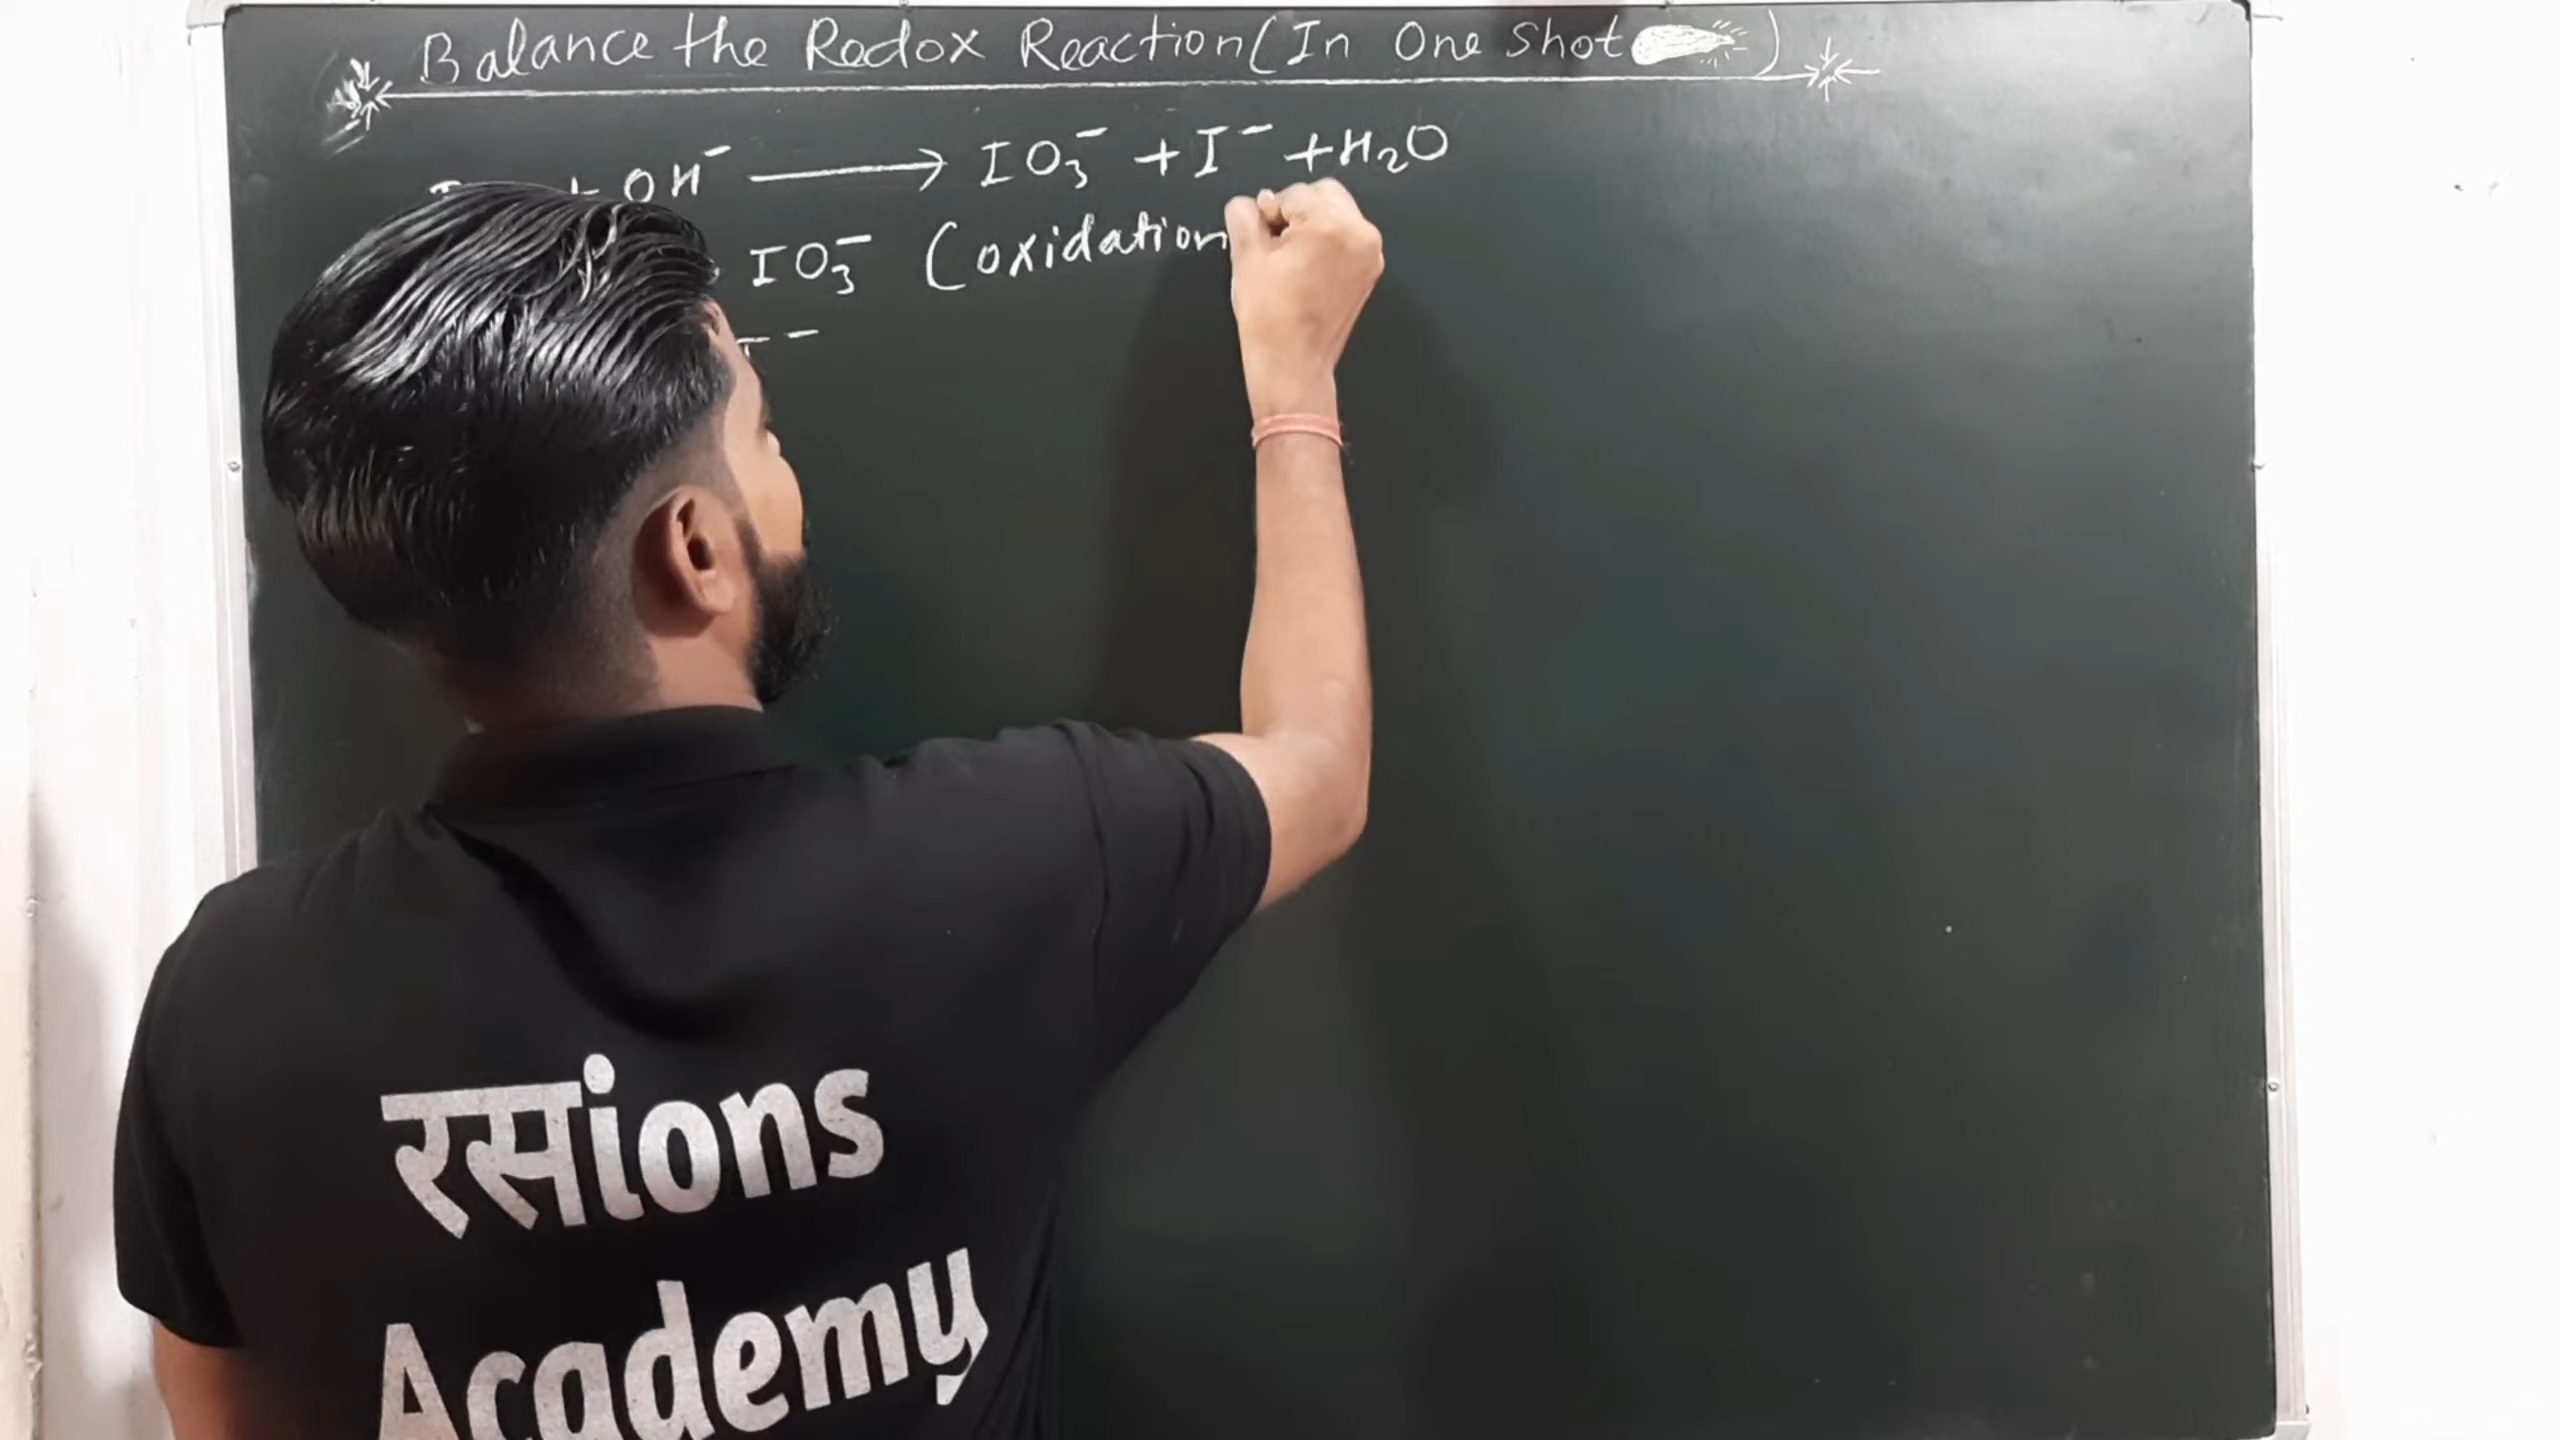 Balance the Redox Reaction (In One Shot )
+ OH⁻ ⟶ IO₃⁻ + I⁻ + H₂O
IO₃⁻ (oxidation
I⁻
रसions
Academy